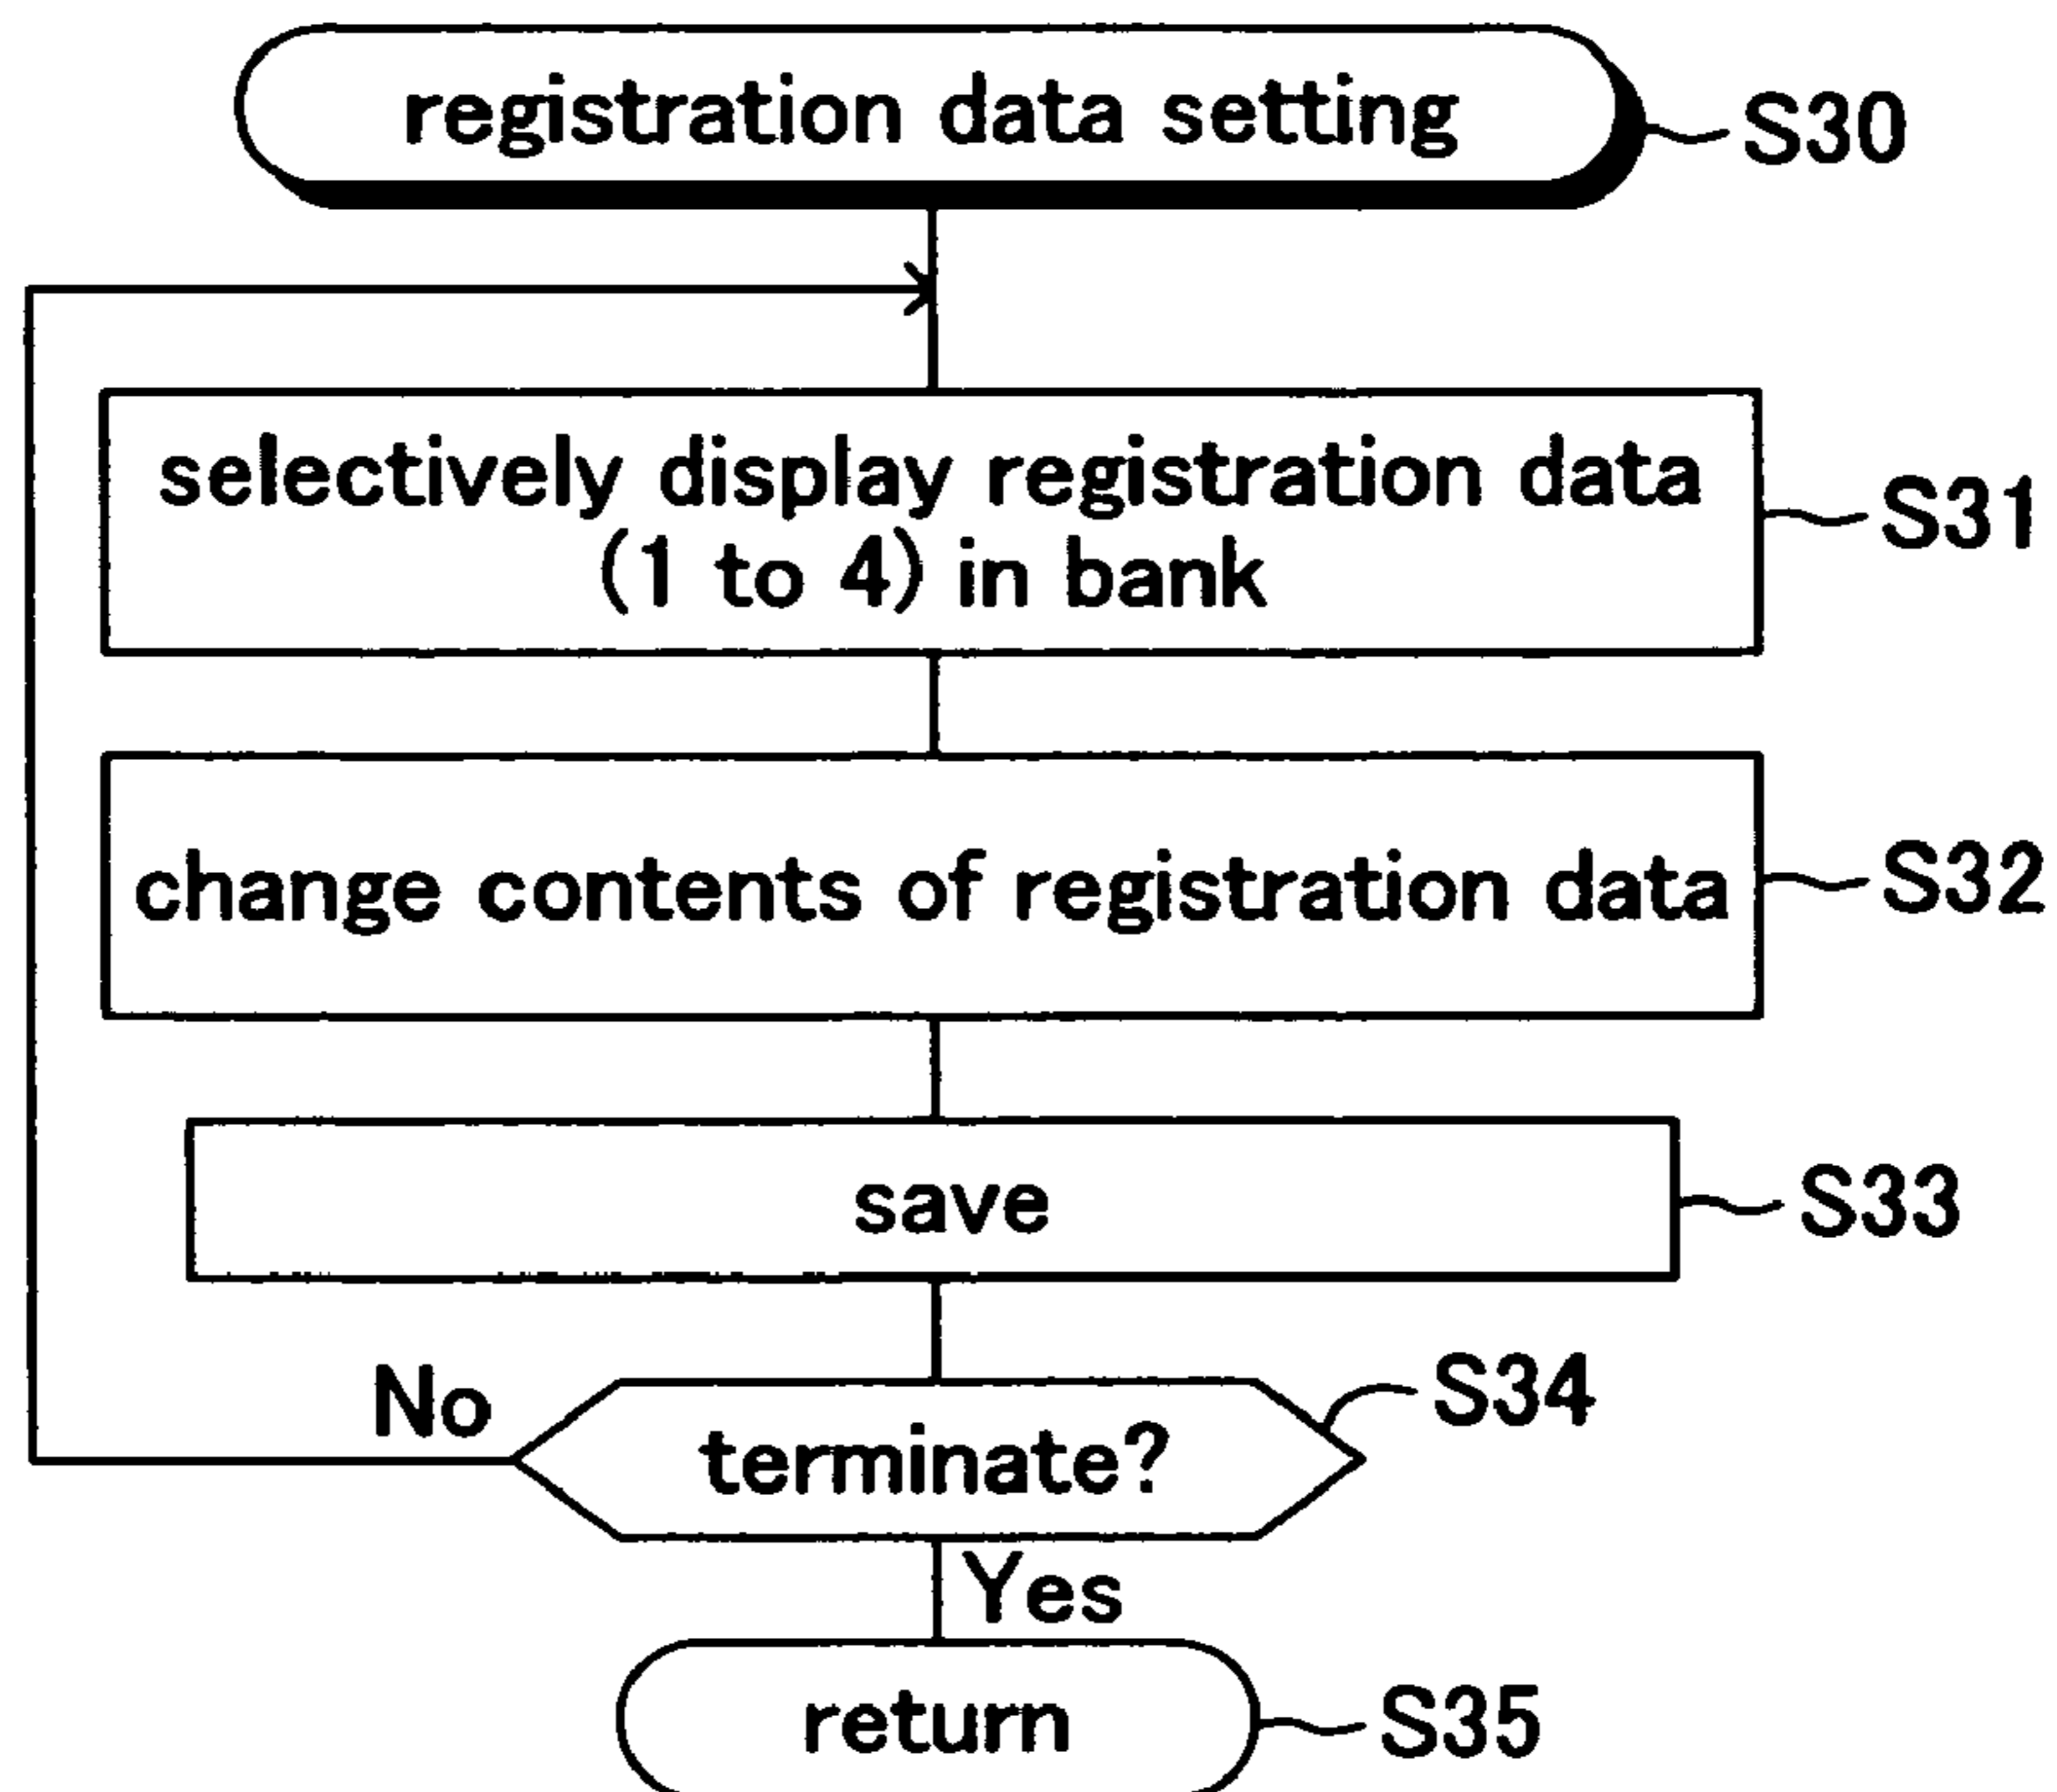 registration data setting
S30
selectively display registration data
(1 to 4) in bank
S31
change contents of registration data
S32
save
S33
No
terminate?
S34
Yes
return
S35